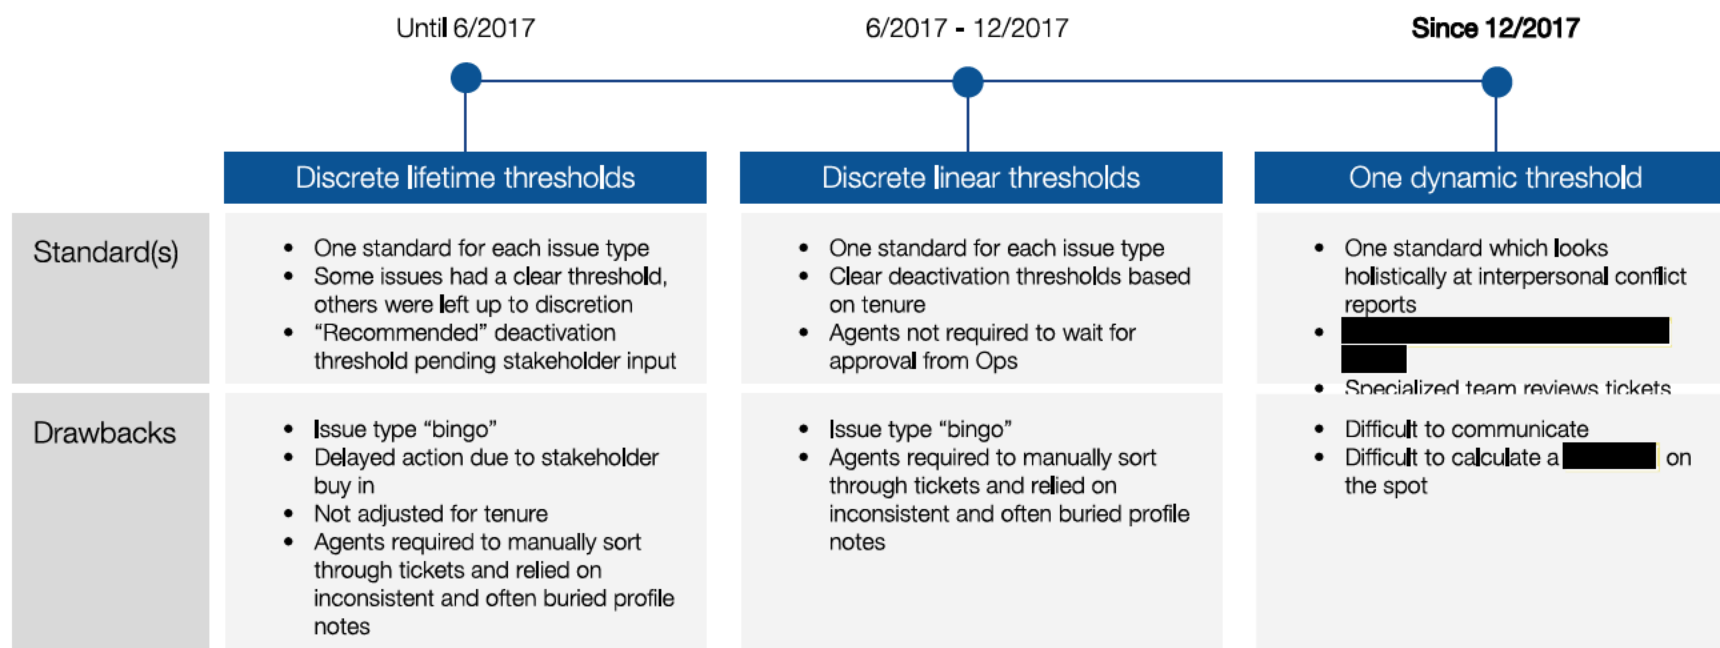 Until 6/2017
6/2017 - 12/2017
Since 12/2017
Discrete lifetime thresholds
Discrete linear thresholds
One dynamic threshold
Standard(s)
• One standard for each issue type
• Some issues had a clear threshold,
others were left up to discretion
• “Recommended” deactivation
threshold pending stakeholder input
• One standard for each issue type
• Clear deactivation thresholds based
on tenure
• Agents not required to wait for
approval from Ops
• One standard which looks
holistically at interpersonal conflict
reports
•
• Specialized team reviews tickets
Drawbacks
• Issue type “bingo”
• Delayed action due to stakeholder
buy in
• Not adjusted for tenure
• Agents required to manually sort
through tickets and relied on
inconsistent and often buried profile
notes
• Issue type “bingo”
• Agents required to manually sort
through tickets and relied on
inconsistent and often buried profile
notes
• Difficult to communicate
• Difficult to calculate a on
the spot